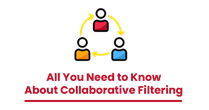 All You Need to Know
About Collaborative Filtering